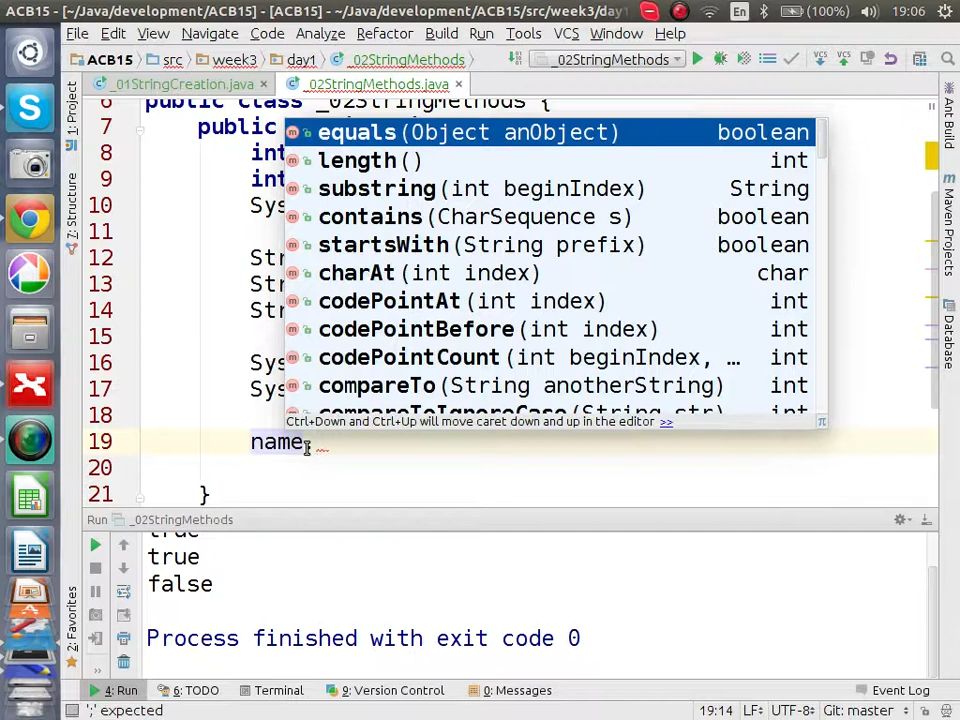 ACB15 - [~/Java/development/ACB15] - [ACB15] - ~/Java/development/ACB15/src/week3/day1
En (100%) 19:06
File Edit View Navigate Code Analyze Refactor Build Run Tools VCS Window Help
ACB15 src week3 day1 _02StringMethods _02StringMethods
_01StringCreation.java _02StringMethods.java
1: Project
7: Structure
2: Favorites
Ant Build
Maven Projects
Database
6 public class _02StringMethods {
7 public
8 int
9 int
10 Sys
11
12 Str
13 Str
14 Str
15
16 Sys
17 Sys
18
19 name.
20
21 }
equals(Object anObject) boolean
length() int
substring(int beginIndex) String
contains(CharSequence s) boolean
startsWith(String prefix) boolean
charAt(int index) char
codePointAt(int index) int
codePointBefore(int index) int
codePointCount(int beginIndex, … int
compareTo(String anotherString) int
compareToIgnoreCase(String str) int
Ctrl+Down and Ctrl+Up will move caret down and up in the editor >>
Run _02StringMethods
true
true
false
Process finished with exit code 0
4: Run 6: TODO Terminal 9: Version Control 0: Messages Event Log
';' expected 19:14 LF UTF-8 Git: master